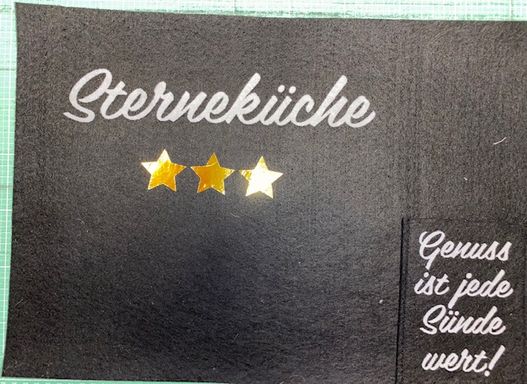 Sterneküche
Genuss
ist jede
Sünde
wert!